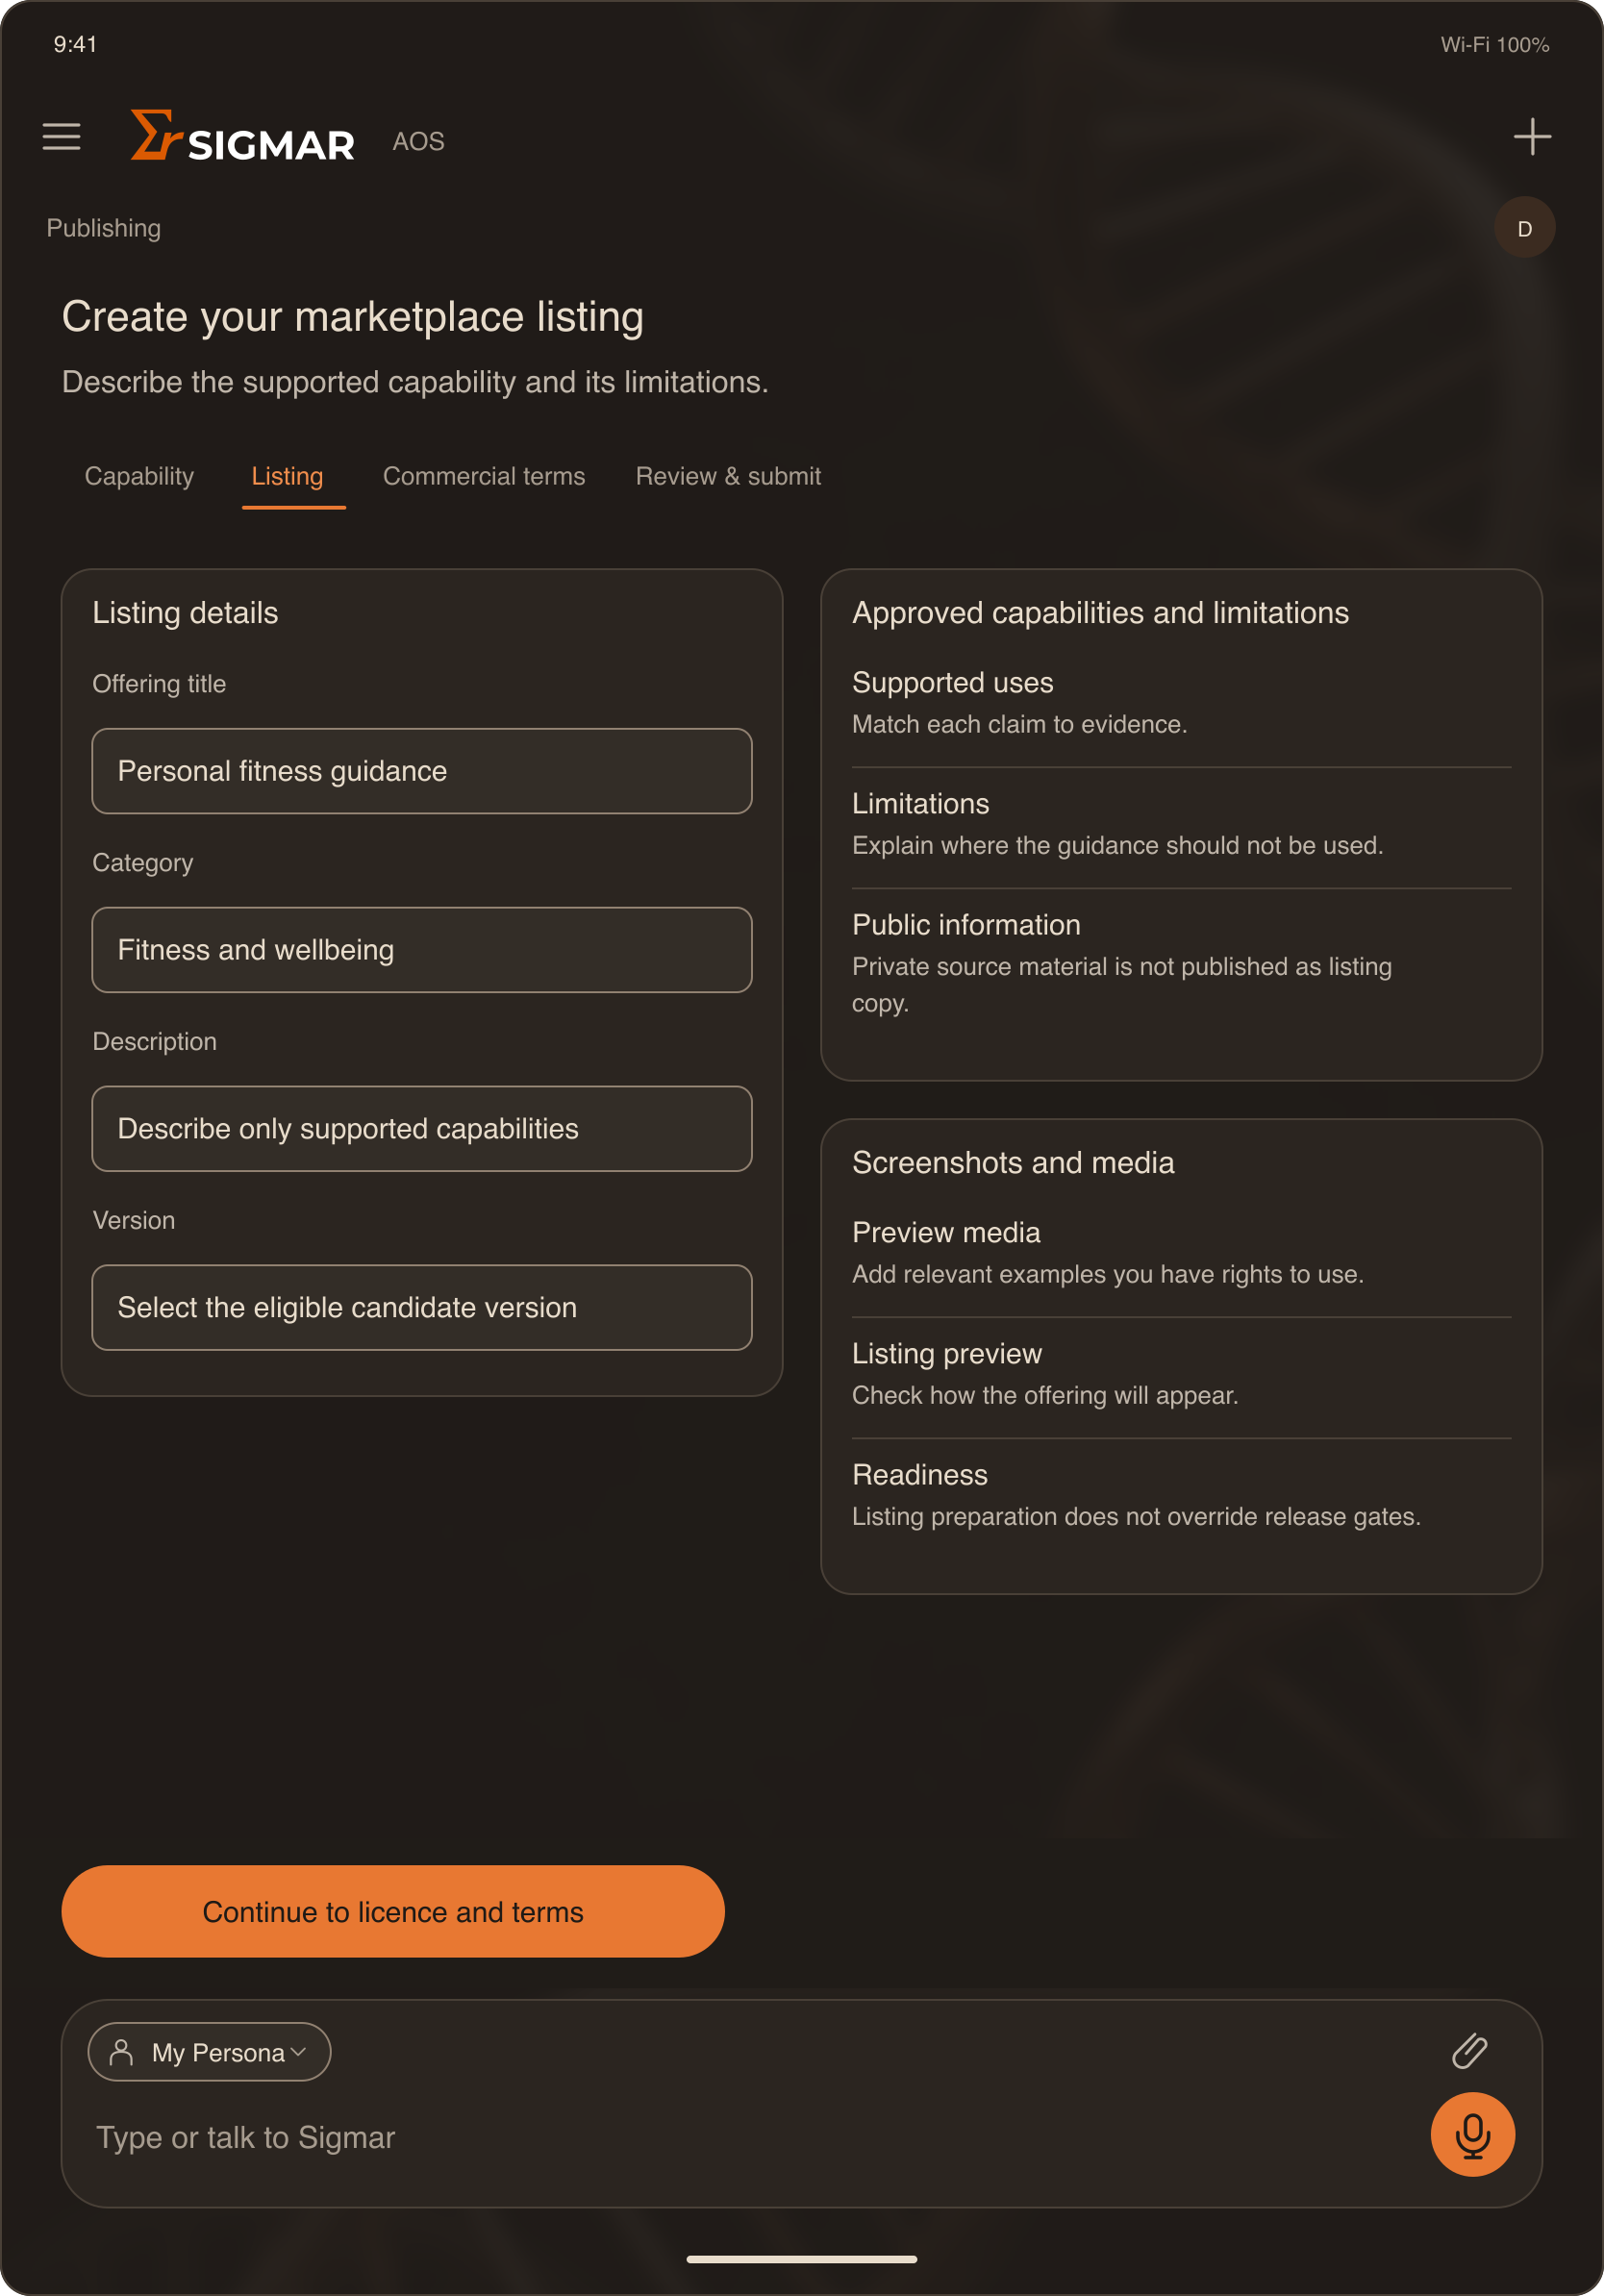 9:41
Wi-Fi 100%
Σr SIGMAR AOS
Publishing
D
Create your marketplace listing
Describe the supported capability and its limitations.
Capability
Listing
Commercial terms
Review & submit
Listing details
Offering title
Personal fitness guidance
Category
Fitness and wellbeing
Description
Describe only supported capabilities
Version
Select the eligible candidate version
Approved capabilities and limitations
Supported uses
Match each claim to evidence.
Limitations
Explain where the guidance should not be used.
Public information
Private source material is not published as listing
copy.
Screenshots and media
Preview media
Add relevant examples you have rights to use.
Listing preview
Check how the offering will appear.
Readiness
Listing preparation does not override release gates.
Continue to licence and terms
My Persona
Type or talk to Sigmar